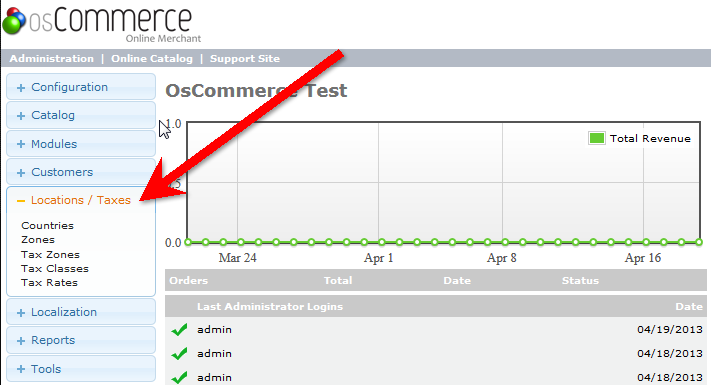 osCommerce
Online Merchant
Administration | Online Catalog | Support Site
Configuration
Catalog
Modules
Customers
Locations / Taxes
Countries
Zones
Tax Zones
Tax Classes
Tax Rates
Localization
Reports
Tools
OsCommerce Test
1.0
Total Revenue
0.0
Mar 24 Apr 1 Apr 8 Apr 16
Orders Total Date Status
Last Administrator Logins Date
admin 04/19/2013
admin 04/18/2013
admin 04/18/2013